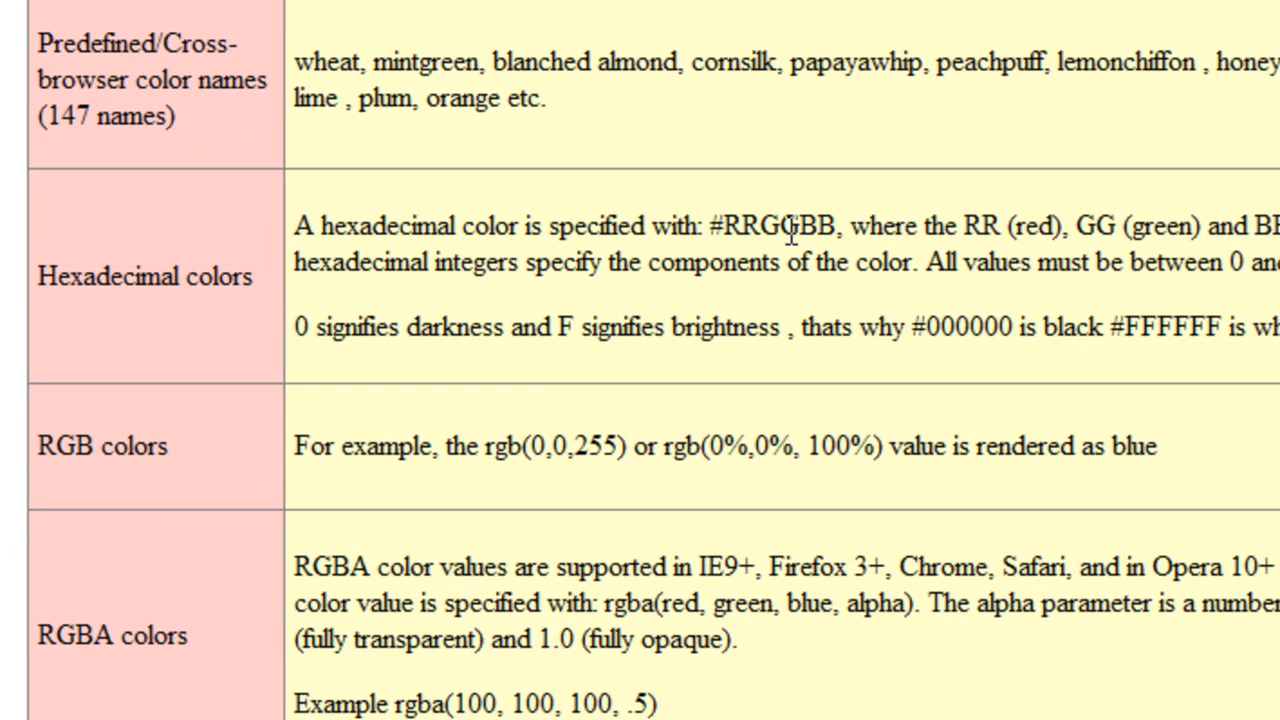 Predefined/Cross-
browser color names
(147 names)
wheat, mintgreen, blanched almond, cornsilk, papayawhip, peachpuff, lemonchiffon , honey
lime , plum, orange etc.
Hexadecimal colors
A hexadecimal color is specified with: #RRGGBB, where the RR (red), GG (green) and
hexadecimal integers specify the components of the color. All values must be between 0 and
0 signifies darkness and F signifies brightness , thats why #000000 is black #FFFFFF is
RGB colors
For example, the rgb(0,0,255) or rgb(0%,0%, 100%) value is rendered as blue
RGBA colors
RGBA color values are supported in IE9+, Firefox 3+, Chrome, Safari, and in Opera 10+
color value is specified with: rgba(red, green, blue, alpha). The alpha parameter is a number
(fully transparent) and 1.0 (fully opaque).
Example rgba(100, 100, 100, .5)